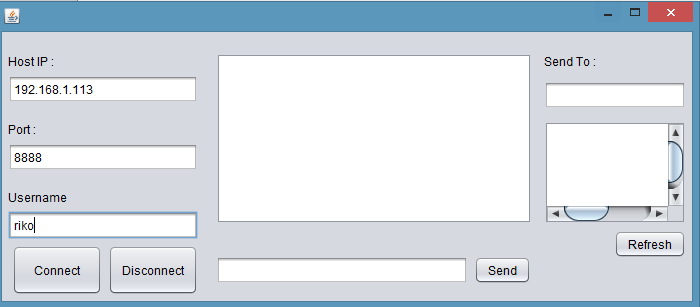 Host IP :
192.168.1.113
Port :
8888
Username
riko
Connect
Disconnect
Send
Send To :
Refresh